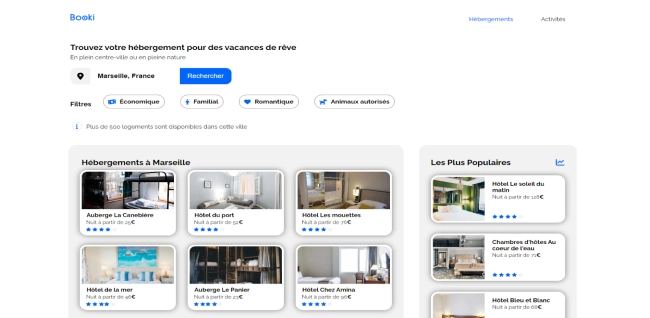 Booki
Hébergements
Activités
Trouvez votre hébergement pour des vacances de rêve
En plein centre-ville ou en pleine nature
Marseille, France
Rechercher
Filtres
Économique
Familial
Romantique
Animaux autorisés
Plus de 500 logements sont disponibles dans cette ville
Hébergements à Marseille
Auberge La Canebière
Nuit à partir de 25€
Hôtel du port
Nuit à partir de 52€
Hôtel Les mouettes
Nuit à partir de 76€
Hôtel de la mer
Nuit à partir de 46€
Auberge Le Panier
Nuit à partir de 23€
Hôtel Chez Amina
Nuit à partir de 96€
Les Plus Populaires
Hôtel Le soleil du
matin
Nuit à partir de 128€
Chambres d'hôtes Au
coeur de l'eau
Nuit à partir de 71€
Hôtel Bleu et Blanc
Nuit à partir de 68€